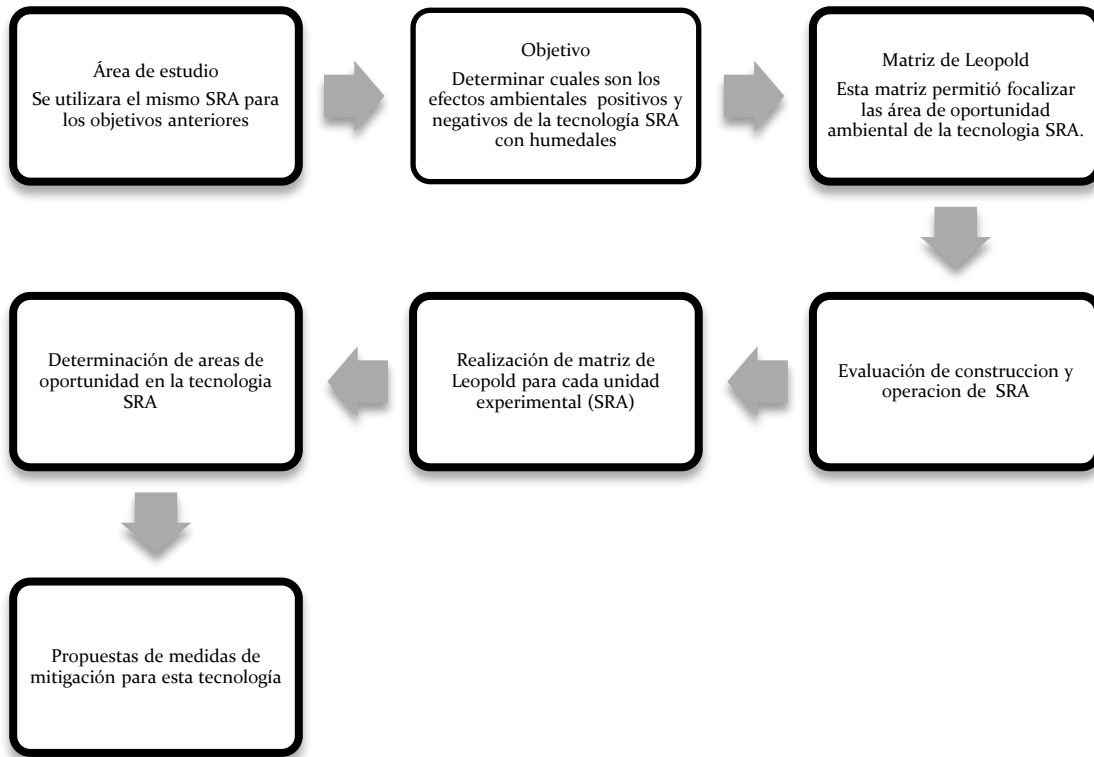 Área de estudio
Se utilizara el mismo SRA para
los objetivos anteriores
Objetivo
Determinar cuales son los
efectos ambientales positivos y
negativos de la tecnología SRA
con humedales
Matriz de Leopold
Esta matriz permitió focalizar
las área de oportunidad
ambiental de la tecnologia SRA.
Evaluación de construccion y
operacion de SRA
Realización de matriz de
Leopold para cada unidad
experimental (SRA)
Determinación de areas de
oportunidad en la tecnologia
SRA
Propuestas de medidas de
mitigación para esta tecnología